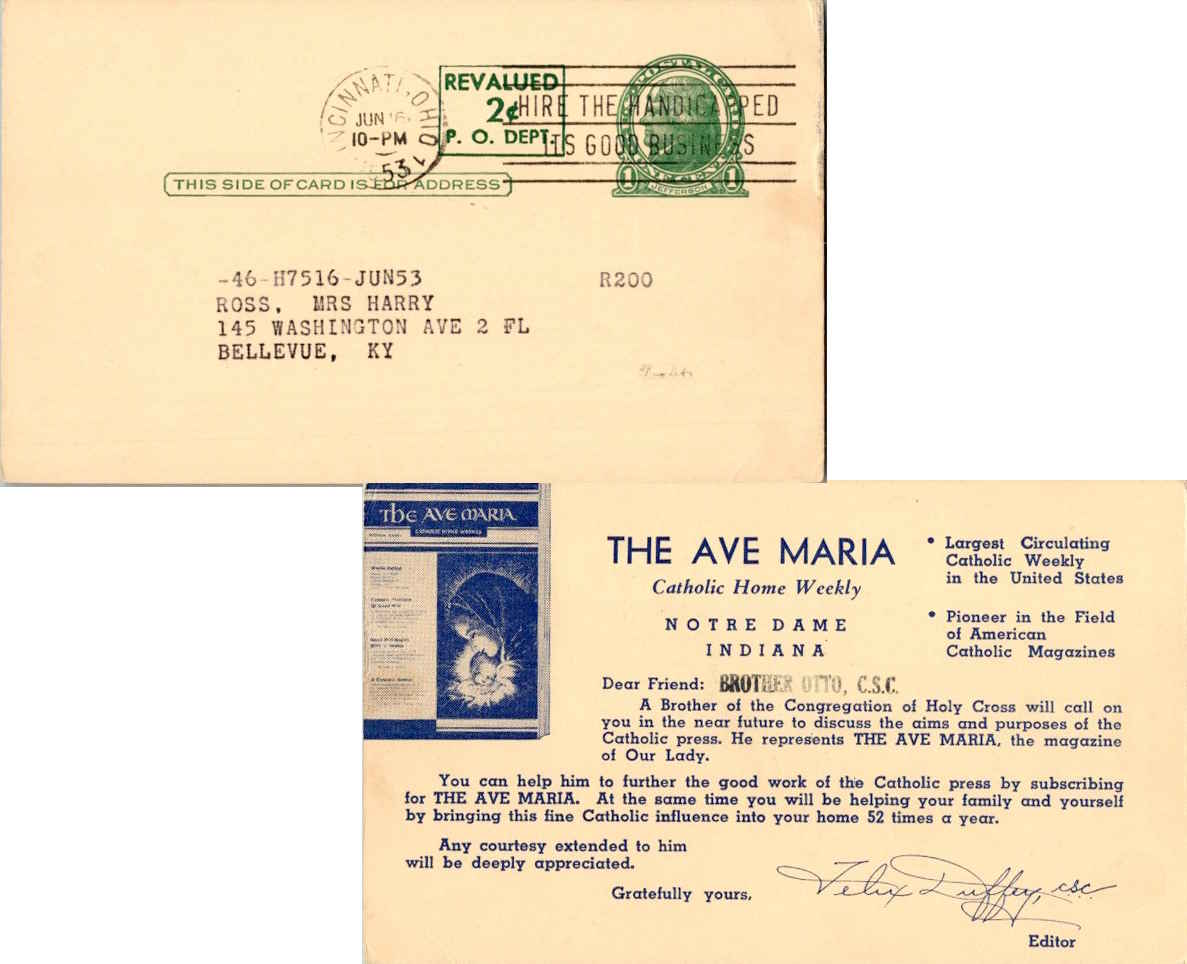 CINCINNATI, OHIO 1
JUN 16
10-PM
53
REVALUED
2¢
P. O. DEPT.
HIRE THE HANDICAPPED
ITS GOOD BUSINESS
1 JEFFERSON 1
THIS SIDE OF CARD IS FOR ADDRESS
-46-H7516-JUN53 R200
ROSS, MRS HARRY
145 WASHINGTON AVE 2 FL
BELLEVUE, KY
The AVE MARIA
CATHOLIC HOME WEEKLY
THE AVE MARIA
Catholic Home Weekly
NOTRE DAME
INDIANA
• Largest Circulating
Catholic Weekly
in the United States
• Pioneer in the Field
of American
Catholic Magazines
Dear Friend: BROTHER OTTO, C.S.C.
A Brother of the Congregation of Holy Cross will call on
you in the near future to discuss the aims and purposes of the
Catholic press. He represents THE AVE MARIA, the magazine
of Our Lady.
You can help him to further the good work of the Catholic press by subscribing
for THE AVE MARIA. At the same time you will be helping your family and yourself
by bringing this fine Catholic influence into your home 52 times a year.
Any courtesy extended to him
will be deeply appreciated.
Gratefully yours,
Felix Duffey, csc
Editor